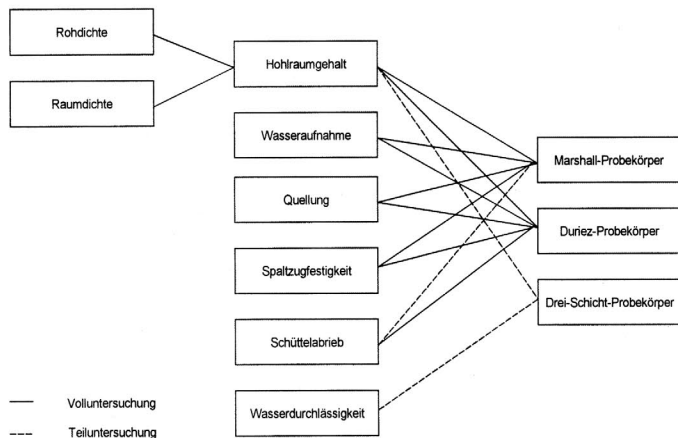 Rohdichte
Raumdichte
Hohlraumgehalt
Wasseraufnahme
Quellung
Spaltzugfestigkeit
Schüttelabrieb
Wasserdurchlässigkeit
Marshall-Probekörper
Duriez-Probekörper
Drei-Schicht-Probekörper
Volluntersuchung
Teiluntersuchung